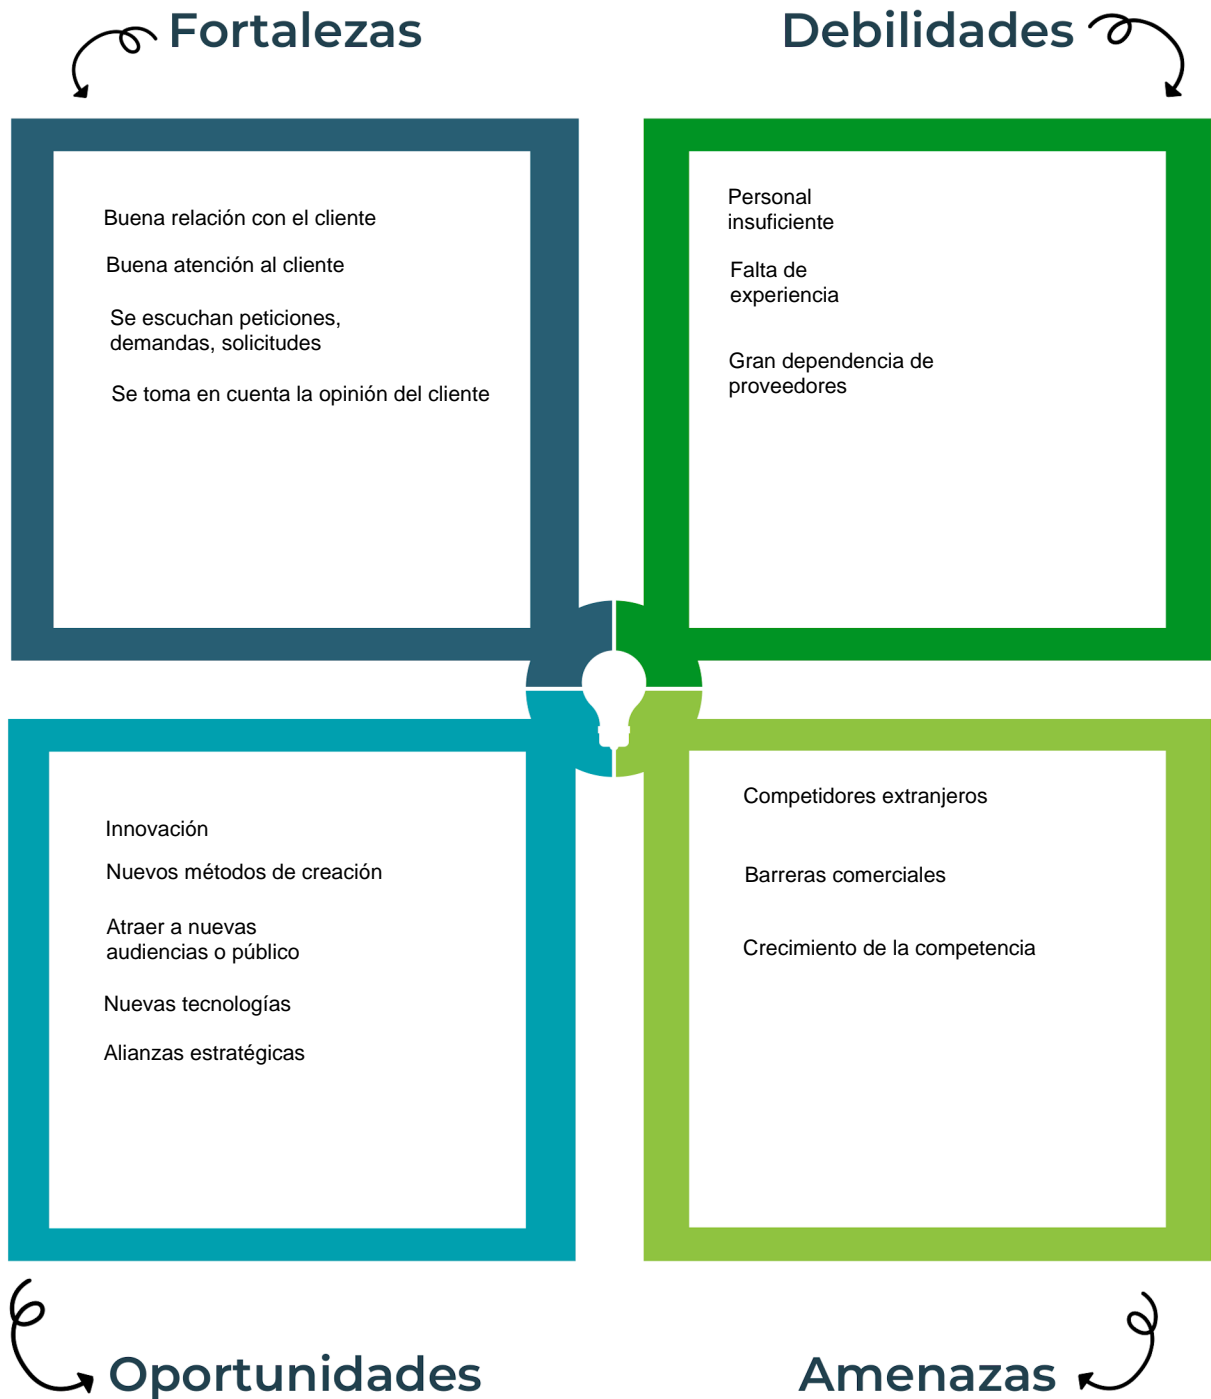 Fortalezas
Buena relación con el cliente
Buena atención al cliente
Se escuchan peticiones,
demandas, solicitudes
Se toma en cuenta la opinión del cliente
Debilidades
Personal
insuficiente
Falta de
experiencia
Gran dependencia de
proveedores
Innovación
Nuevos métodos de creación
Atraer a nuevas
audiencias o público
Nuevas tecnologías
Alianzas estratégicas
Oportunidades
Competidores extranjeros
Barreras comerciales
Crecimiento de la competencia
Amenazas